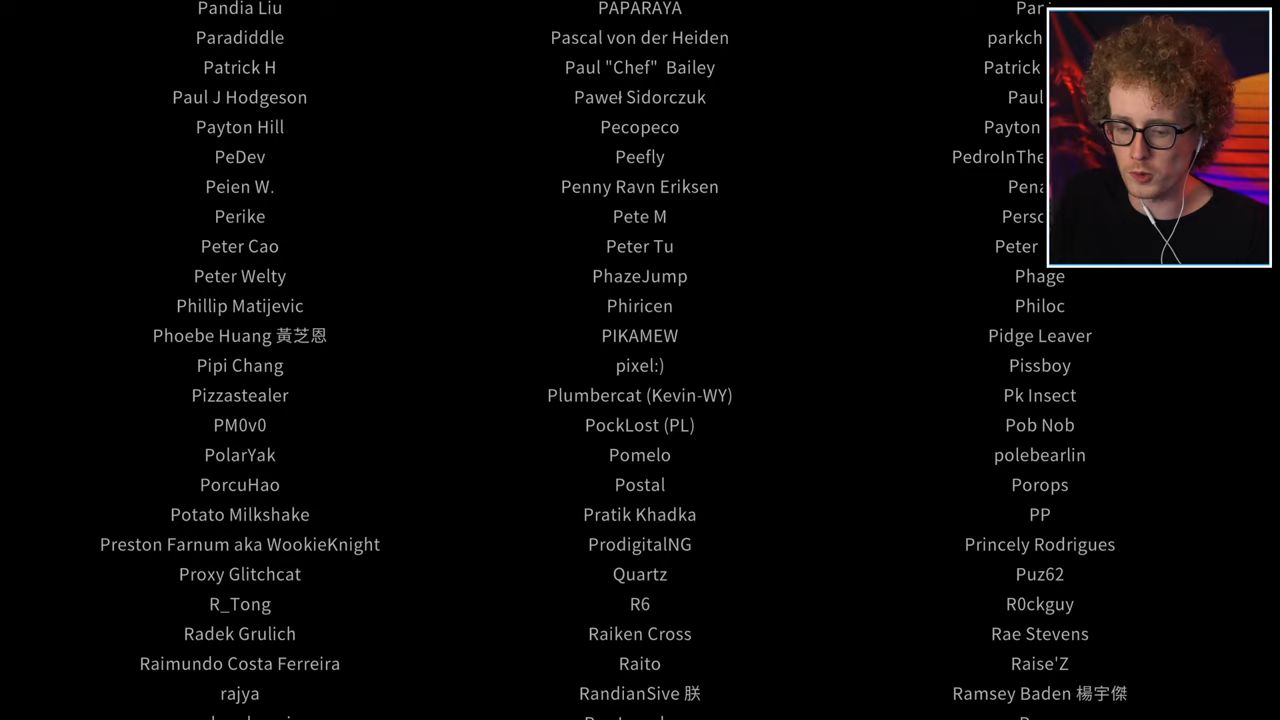 Pandia Liu PAPARAYA
Paradiddle Pascal von der Heiden
Patrick H Paul "Chef" Bailey Patrick
Paul J Hodgeson Paweł Sidorczuk Paul
Payton Hill Pecopeco Payton
PeDev Peefly
Peien W. Penny Ravn Eriksen
Perike Pete M
Peter Cao Peter Tu Peter
Peter Welty PhazeJump Phage
Phillip Matijevic Phiricen Philoc
Phoebe Huang 黃芝恩 PIKAMEW Pidge Leaver
Pipi Chang pixel:) Pissboy
Pizzastealer Plumbercat (Kevin-WY) Pk Insect
PM0v0 PockLost (PL) Pob Nob
PolarYak Pomelo polebearlin
PorcuHao Postal Porops
Potato Milkshake Pratik Khadka PP
Preston Farnum aka WookieKnight ProdigitalNG Princely Rodrigues
Proxy Glitchcat Quartz Puz62
R_Tong R6 R0ckguy
Radek Grulich Raiken Cross Rae Stevens
Raimundo Costa Ferreira Raito Raise'Z
rajya RandianSive 朕 Ramsey Baden 楊宇傑